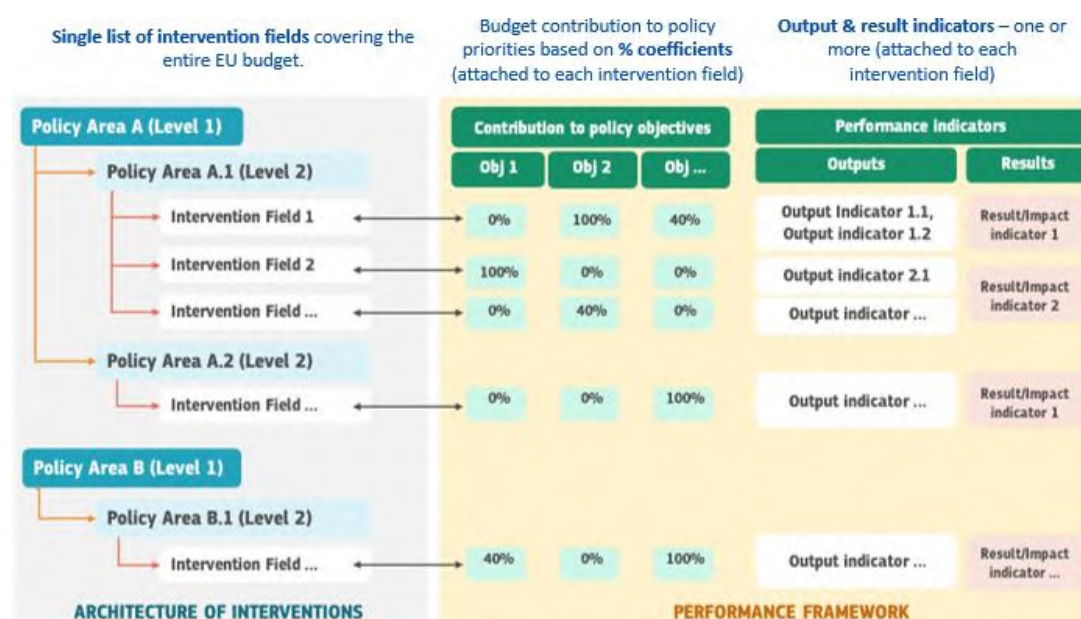 Single list of intervention fields covering the
entire EU budget.
Budget contribution to policy
priorities based on % coefficients
(attached to each intervention field)
Output & result indicators – one or
more (attached to each
intervention field)
Policy Area A (Level 1)
Contribution to policy objectives
Performance indicators
Policy Area A.1 (Level 2)
Obj 1
Obj 2
Obj ...
Outputs
Results
Intervention Field 1
0%
100%
40%
Output Indicator 1.1,
Output indicator 1.2
Result/Impact
indicator 1
Intervention Field 2
100%
0%
0%
Output indicator 2.1
Result/Impact
indicator 2
Intervention Field ...
0%
40%
0%
Output indicator ...
Policy Area A.2 (Level 2)
Intervention Field ...
0%
0%
100%
Output indicator ...
Result/Impact
indicator 1
Policy Area B (Level 1)
Policy Area B.1 (Level 2)
Intervention Field ...
40%
0%
100%
Output indicator ...
Result/Impact
indicator ...
ARCHITECTURE OF INTERVENTIONS
PERFORMANCE FRAMEWORK